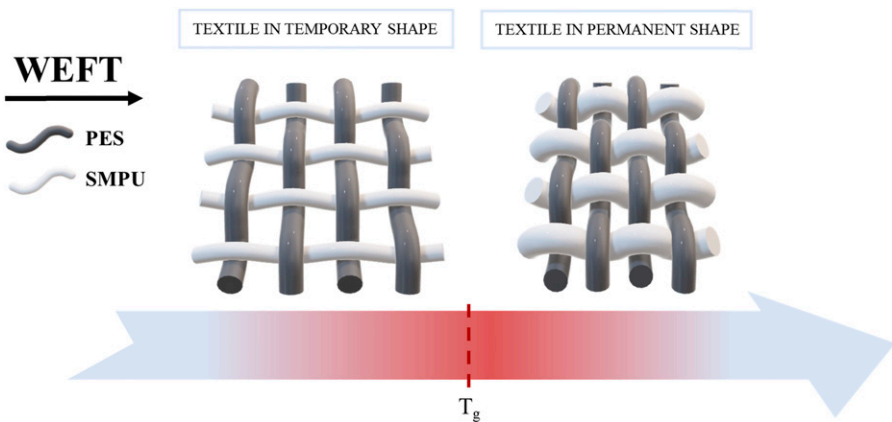 TEXTILE IN TEMPORARY SHAPE
TEXTILE IN PERMANENT SHAPE
WEFT
PES
SMPU
Tg